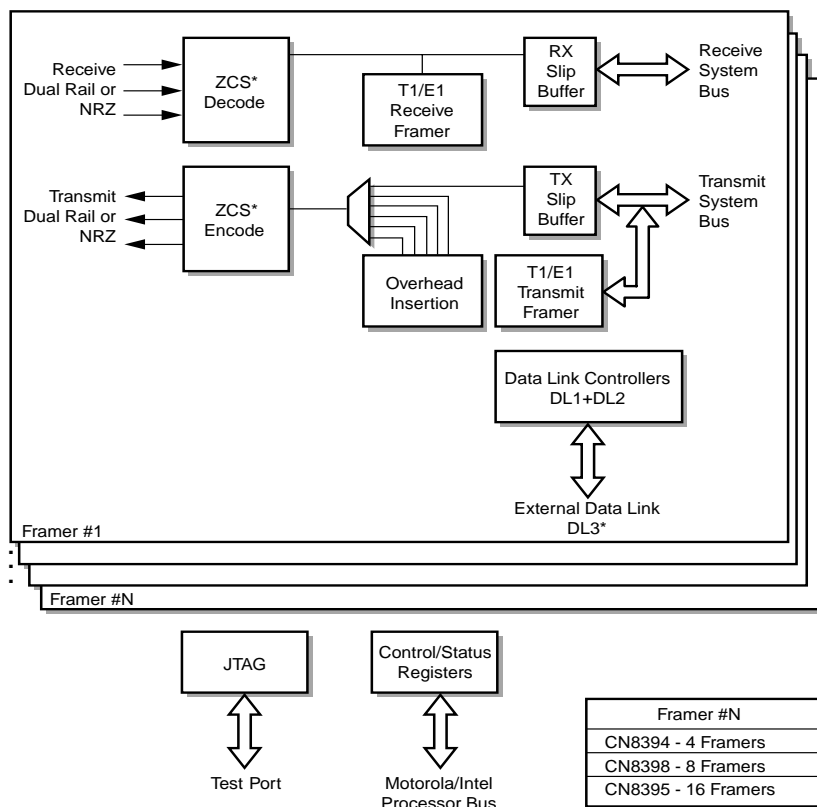 Receive
Dual Rail or
NRZ
ZCS*
Decode
T1/E1
Receive
Framer
RX
Slip
Buffer
Receive
System
Bus
Transmit
Dual Rail or
NRZ
ZCS*
Encode
Overhead
Insertion
TX
Slip
Buffer
Transmit
System
Bus
T1/E1
Transmit
Framer
Data Link Controllers
DL1+DL2
External Data Link
DL3*
Framer #1
Framer #N
JTAG
Test Port
Control/Status
Registers
Motorola/Intel
Processor Bus
Framer #N
CN8394 - 4 Framers
CN8398 - 8 Framers
CN8395 - 16 Framers